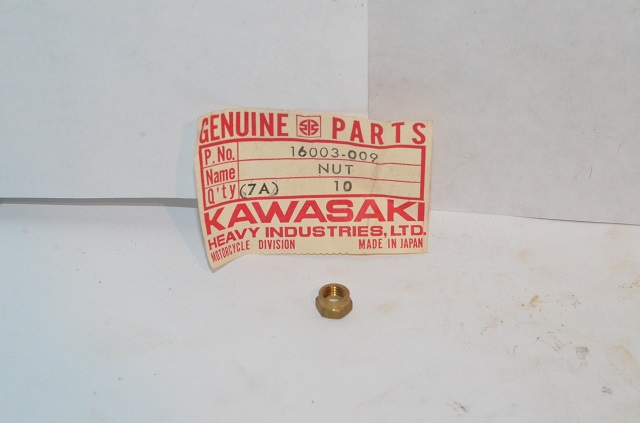 GENUINE PARTS
P. No. 16003-009
Name NUT
Q'ty (7A) 10
KAWASAKI
HEAVY INDUSTRIES, LTD.
MOTORCYCLE DIVISION MADE IN JAPAN